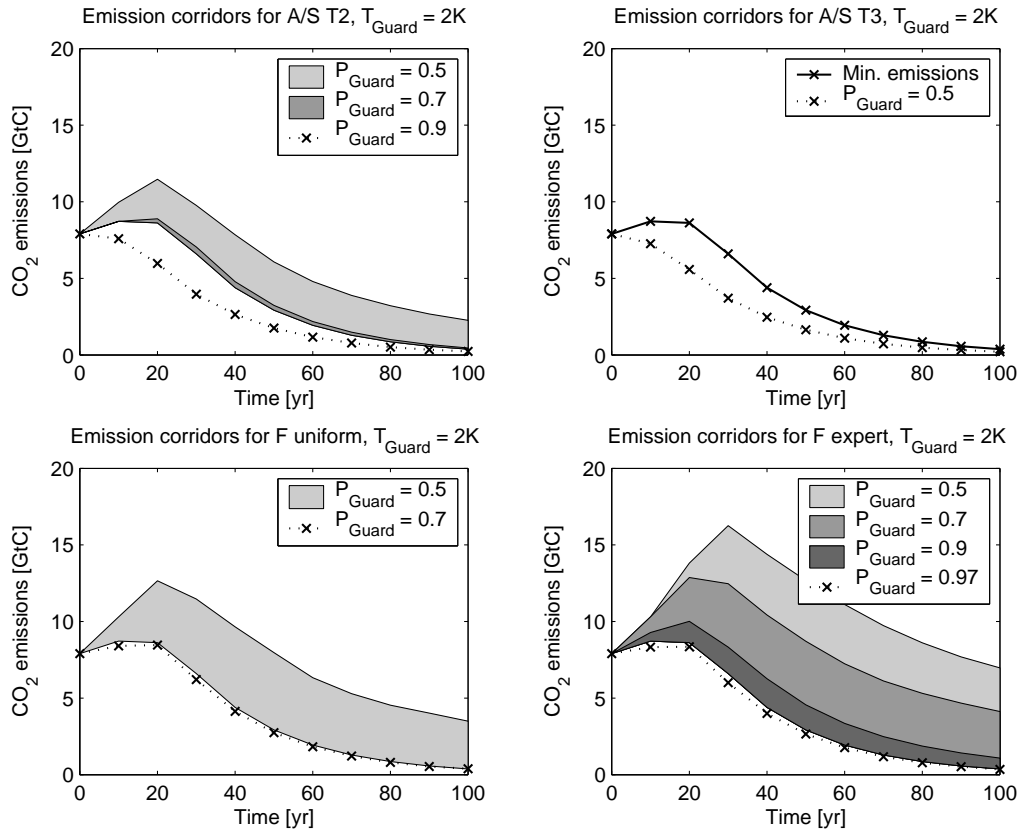 Emission corridors for A/S T2, T_Guard = 2K
P_Guard = 0.5
P_Guard = 0.7
P_Guard = 0.9
CO_2 emissions [GtC]
20
15
10
5
0
0 20 40 60 80 100
Time [yr]
Emission corridors for A/S T3, T_Guard = 2K
Min. emissions
P_Guard = 0.5
CO_2 emissions [GtC]
20
15
10
5
0
0 20 40 60 80 100
Time [yr]
Emission corridors for F uniform, T_Guard = 2K
P_Guard = 0.5
P_Guard = 0.7
CO_2 emissions [GtC]
20
15
10
5
0
0 20 40 60 80 100
Time [yr]
Emission corridors for F expert, T_Guard = 2K
P_Guard = 0.5
P_Guard = 0.7
P_Guard = 0.9
P_Guard = 0.97
CO_2 emissions [GtC]
20
15
10
5
0
0 20 40 60 80 100
Time [yr]